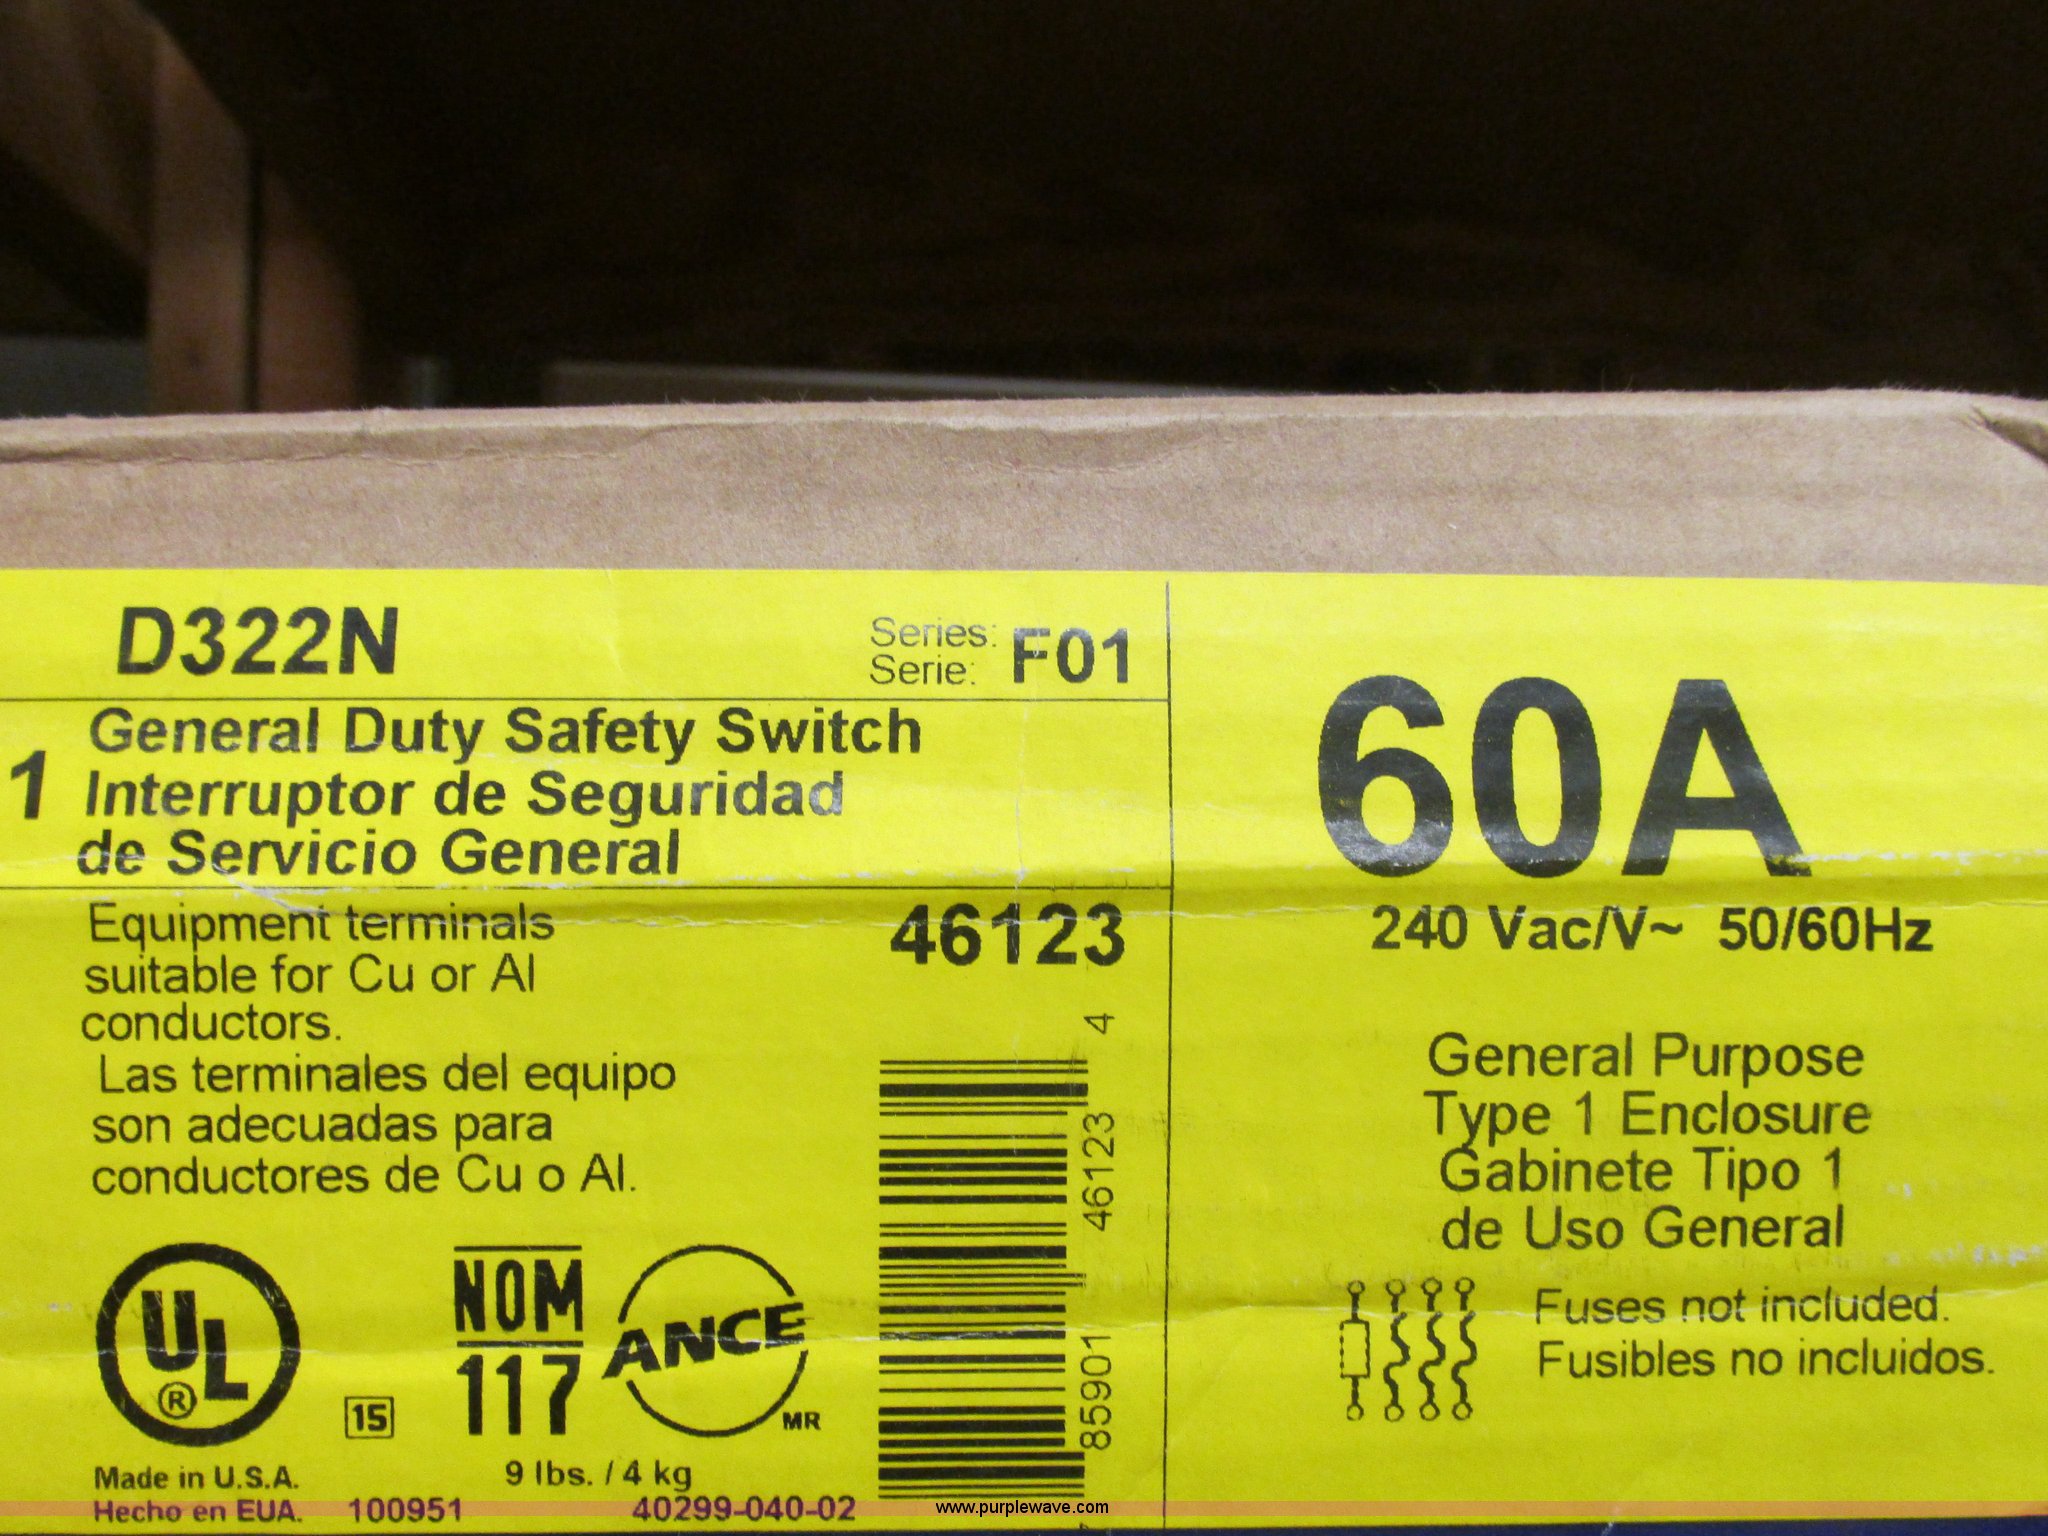 D322N
Series:
Serie:
F01
1
General Duty Safety Switch
Interruptor de Seguridad
de Servicio General
60A
240 Vac/V~ 50/60Hz
Equipment terminals
suitable for Cu or Al
conductors.
Las terminales del equipo
son adecuadas para
conductores de Cu o Al.
46123
85901 46123 4
General Purpose
Type 1 Enclosure
Gabinete Tipo 1
de Uso General
Fuses not included.
Fusibles no incluidos.
UL ®
15
NOM
117
ANCE
MR
Made in U.S.A.
9 lbs. / 4 kg
Hecho en EUA. 100951 40299-040-02
www.purplewave.com